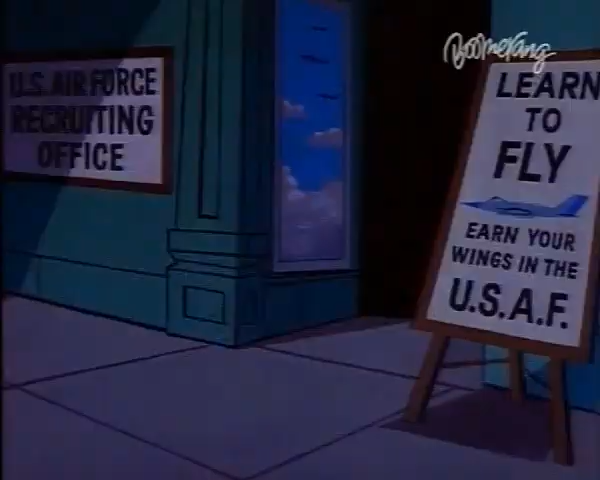 Boomerang
U.S. AIR FORCE
RECRUITING
OFFICE
LEARN
TO
FLY
EARN YOUR
WINGS IN THE
U.S.A.F.